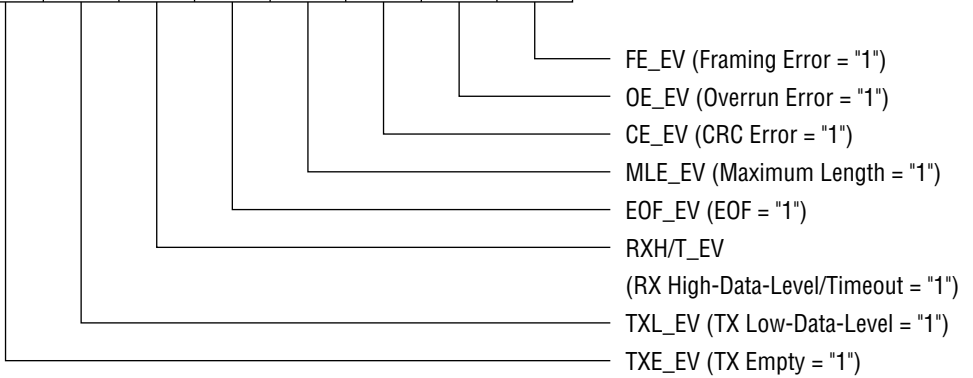 FE_EV (Framing Error = "1")
OE_EV (Overrun Error = "1")
CE_EV (CRC Error = "1")
MLE_EV (Maximum Length = "1")
EOF_EV (EOF = "1")
RXH/T_EV
(RX High-Data-Level/Timeout = "1")
TXL_EV (TX Low-Data-Level = "1")
TXE_EV (TX Empty = "1")